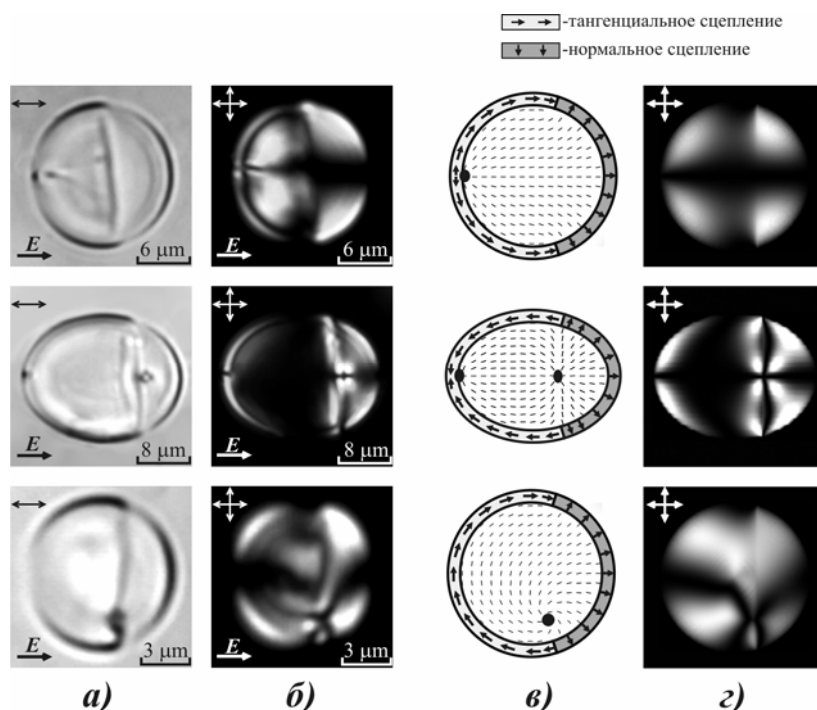 -тангенциальное сцепление
-нормальное сцепление
E 6 μm
E 6 μm
E 8 μm
E 8 μm
E 3 μm
E 3 μm
а) б) в) г)